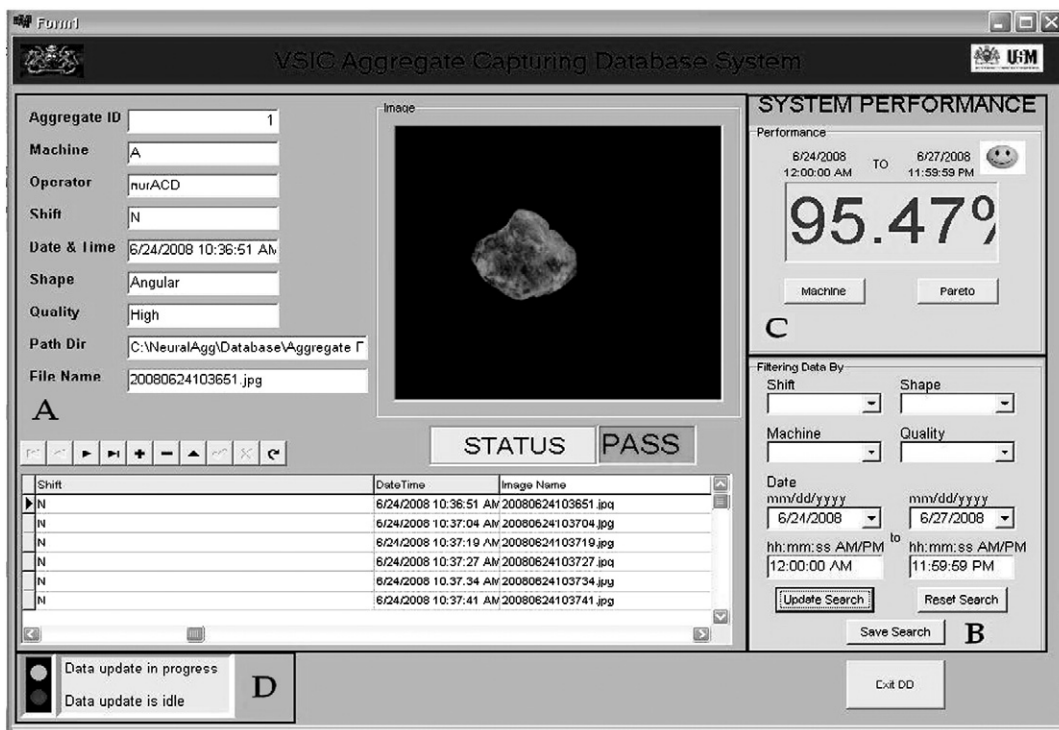 Form1
VSIC Aggregate Capturing Database System
USM
Aggregate ID 1
Machine A
Operator nurACD
Shift N
Date & Time 6/24/2008 10:36:51 AM
Shape Angular
Quality High
Path Dir C:\NeuralAgg\Database\Aggregate
File Name 20080624103651.jpg
A
Image
STATUS PASS
Shift DateTime Image Name
N 6/24/2008 10:36:51 AM 20080624103651.jpg
N 6/24/2008 10:37:04 AM 20080624103704.jpg
N 6/24/2008 10:37:19 AM 20080624103719.jpg
N 6/24/2008 10:37:27 AM 20080624103727.jpg
N 6/24/2008 10:37:34 AM 20080624103734.jpg
N 6/24/2008 10:37:41 AM 20080624103741.jpg
Data update in progress
Data update is idle
D
SYSTEM PERFORMANCE
Performance
6/24/2008 TO 6/27/2008
12:00:00 AM 11:59:59 PM
95.47%
Machine Pareto
C
Filtering Data By
Shift Shape
Machine Quality
Date
mm/dd/yyyy mm/dd/yyyy
6/24/2008 6/27/2008
to
hh:mm:ss AM/PM hh:mm:ss AM/PM
12:00:00 AM 11:59:59 PM
Update Search Reset Search
Save Search B
Exit DD